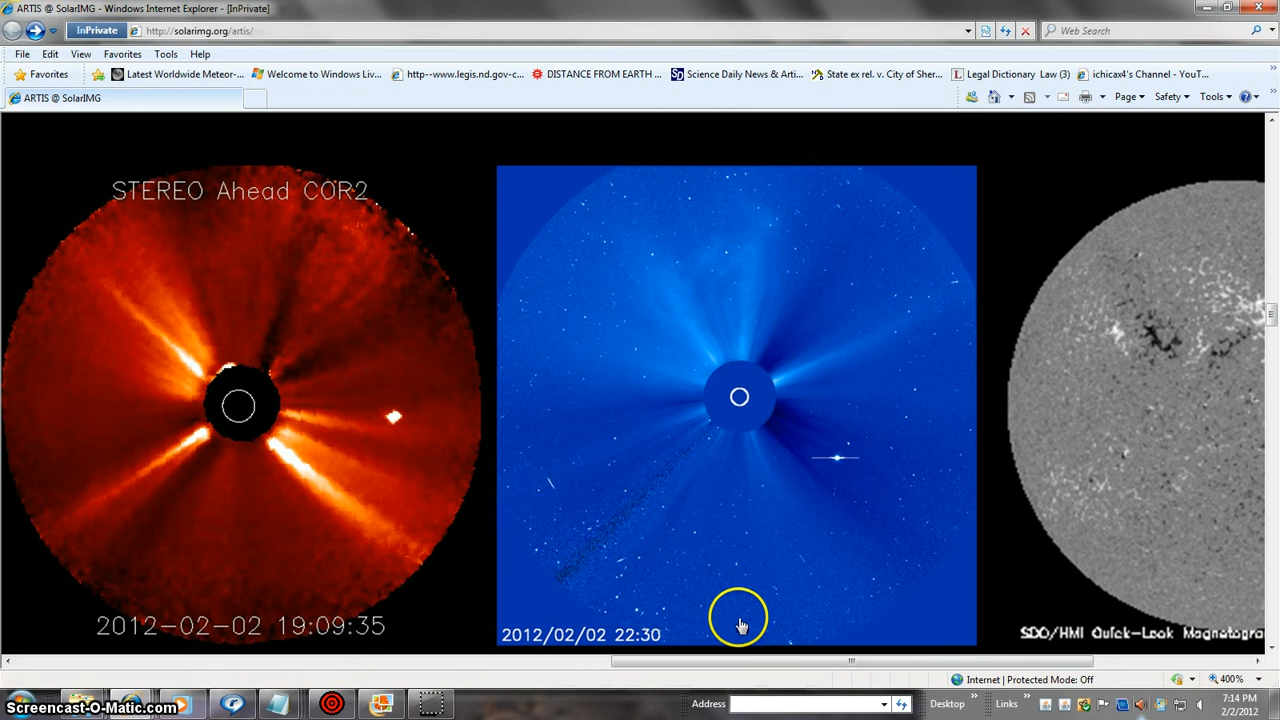 ARTIS @ SolarIMG - Windows Internet Explorer - [InPrivate]
InPrivate http://solarimg.org/artis/ Web Search
File Edit View Favorites Tools Help
Favorites Latest Worldwide Meteor-... Welcome to Windows Liv... http--www.legis.nd.gov-c... DISTANCE FROM EARTH ... Science Daily News & Arti... State ex rel. v. City of Sher... Legal Dictionary Law (3) ichicax4's Channel - YouT...
ARTIS @ SolarIMG Page Safety Tools
STEREO Ahead COR2
2012-02-02 19:09:35
2012/02/02 22:30
SDO/HMI Quick-Look Magnetogra
Internet | Protected Mode: Off 400%
Screencast-O-Matic.com Address Desktop Links 7:14 PM
2/2/2012